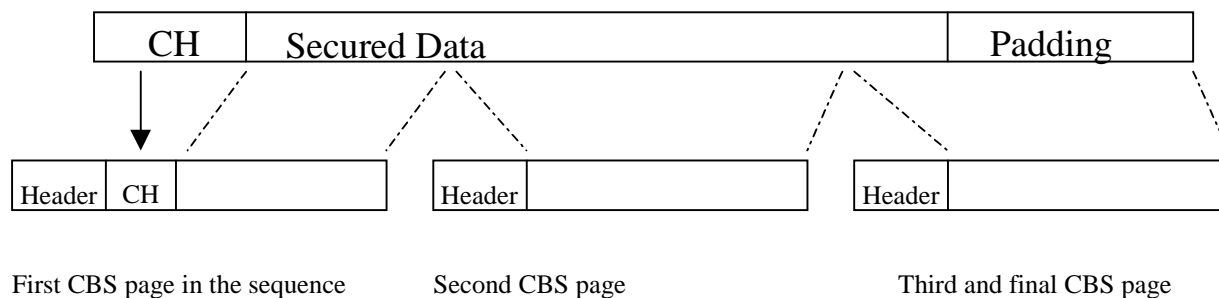 CH Secured Data Padding
Header CH Header Header
First CBS page in the sequence Second CBS page Third and final CBS page